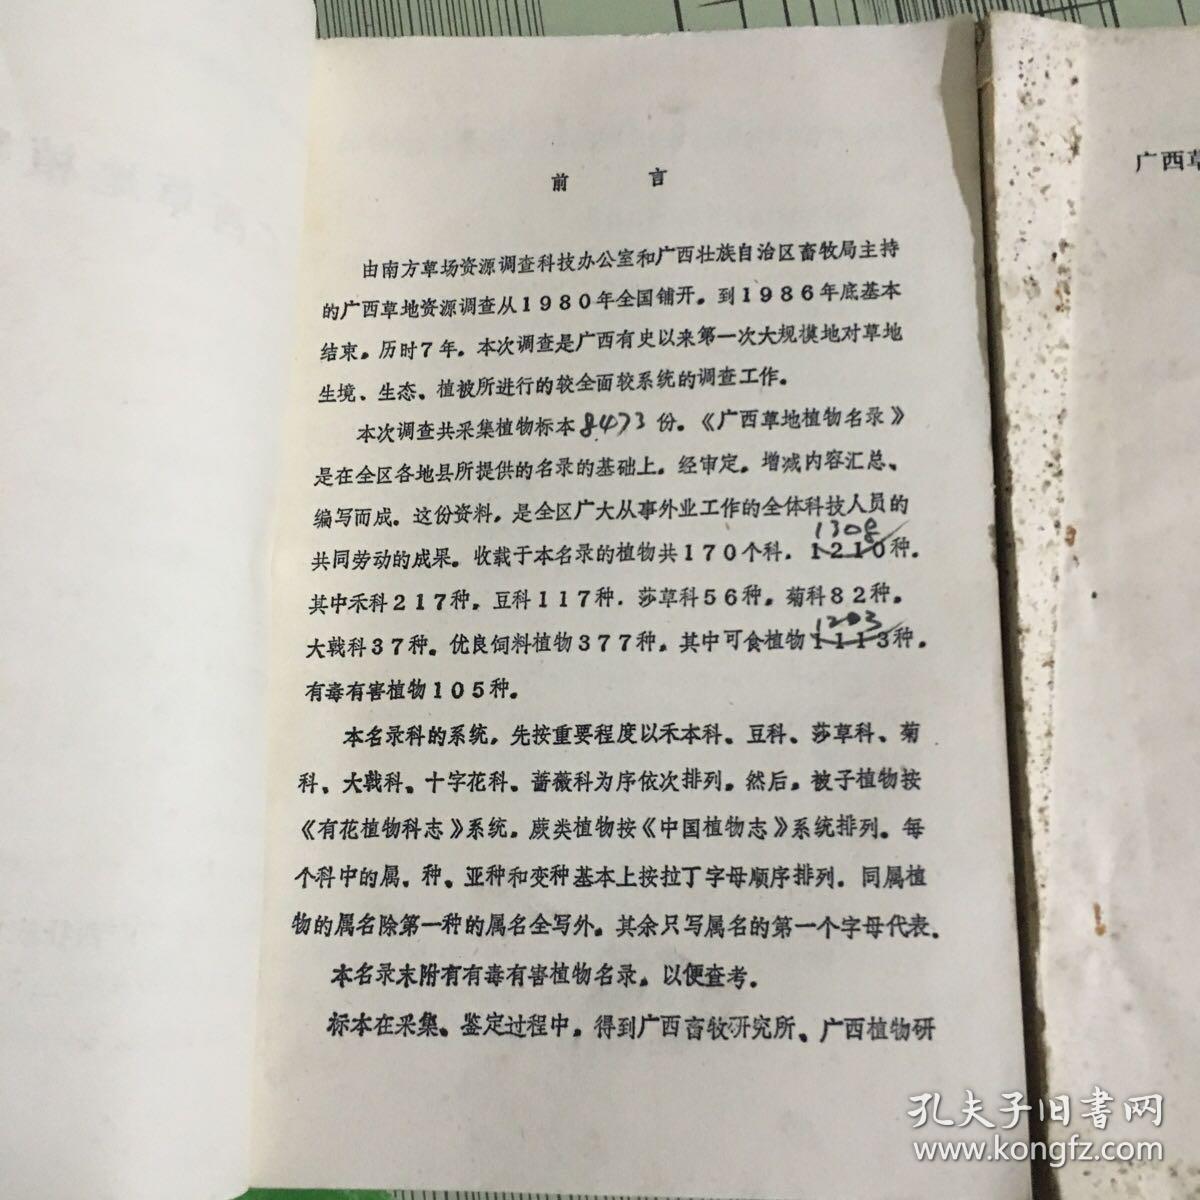 前言
由南方草场资源调查科技办公室和广西壮族自治区畜牧局主持
的广西草地资源调查从1980年全国铺开。到1986年底基本
结束。历时7年。本次调查是广西有史以来第一次大规模地对草地
生境、生态、植被所进行的较全面较系统的调查工作。
本次调查共采集植物标本8473份。《广西草地植物名录》
是在全区各地县所提供的名录的基础上。经审定。增减内容汇总、
编写而成。这份资料，是全区广大从事外业工作的全体科技人员的
1308
共同劳动的成果。收载于本名录的植物共170个科．1210种．
其中禾科217种。豆科117种．莎草科56种。菊科82种。
1203
大戟科37种。优良饲料植物377种，其中可食植物1113种．
有毒有害植物105种。
本名录科的系统，先按重要程度以禾本科、豆科、莎草科、菊
科、大戟科、十字花科、蔷薇科为序依次排列。然后，被子植物按
《有花植物科志》系统。蕨类植物按《中国植物志》系统排列。每
个科中的属、种、亚种和变种基本上按拉丁字母顺序排列．同属植
物的属名除第一种的属名全写外。其余只写属名的第一个字母代表．
本名录末附有有毒有害植物名录。以便查考。
标本在采集、鉴定过程中，得到广西畜牧研究所、广西植物研
广西草
孔夫子旧书网
www.kongfz.com